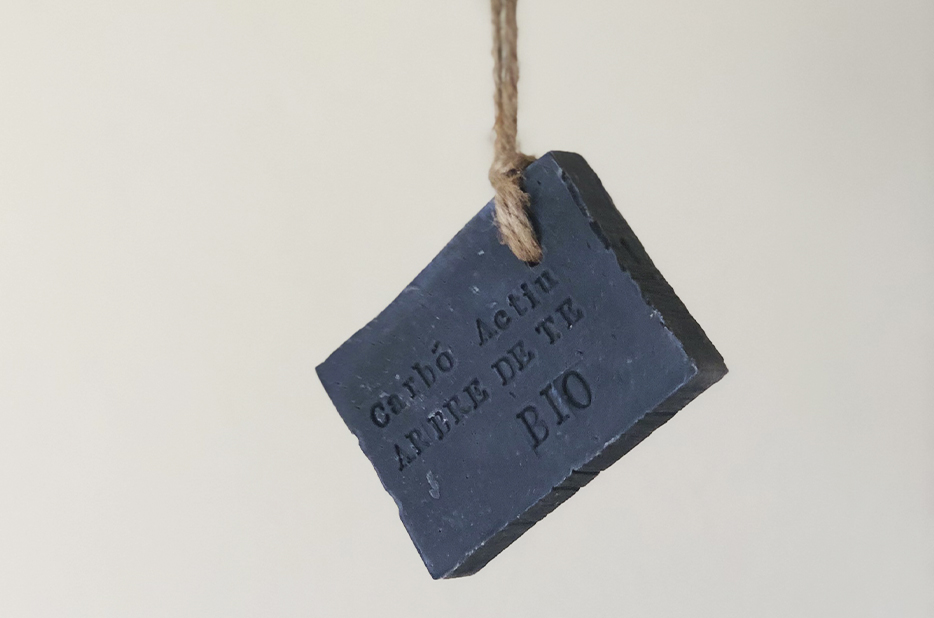 Carbó Actiu
ARBRE DE TE
BIO